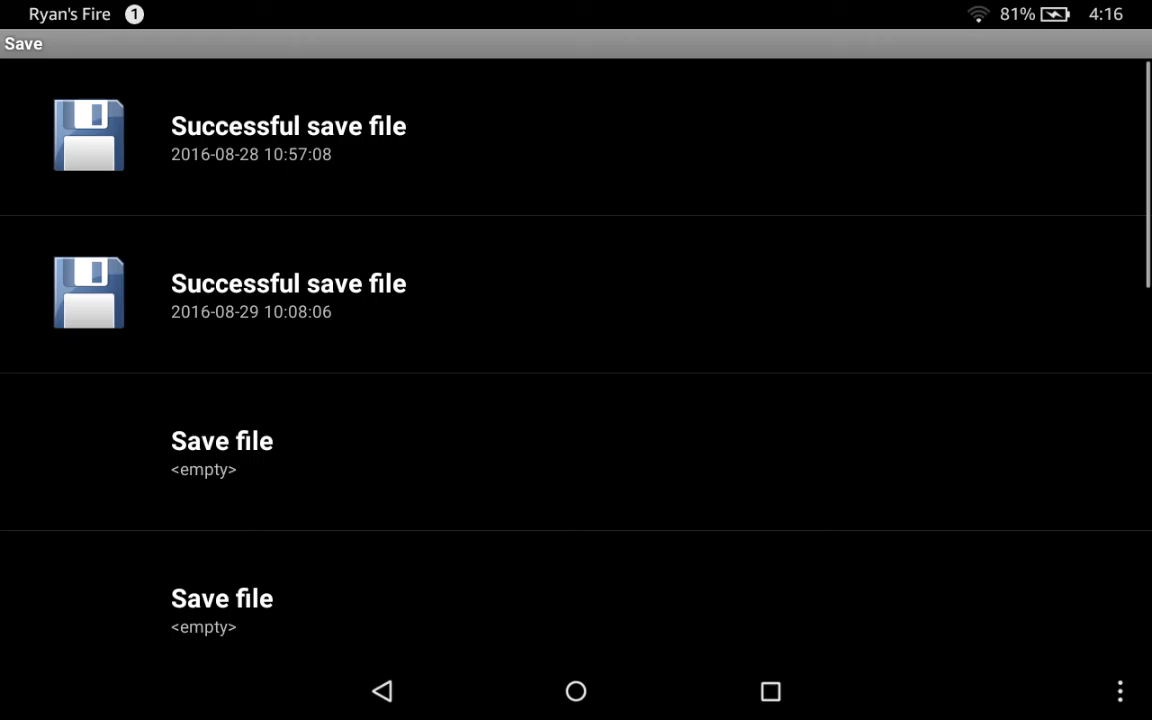 Ryan's Fire 1 81% 4:16
Save
Successful save file
2016-08-28 10:57:08
Successful save file
2016-08-29 10:08:06
Save file
<empty>
Save file
<empty>